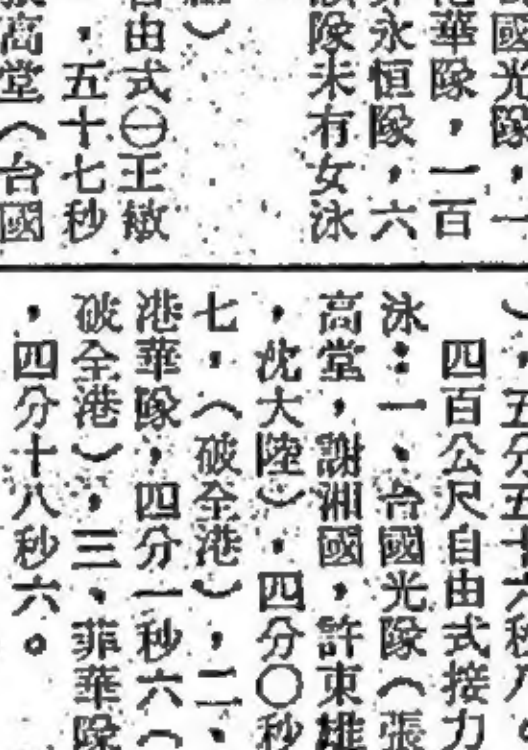 國光隊，一
華隊，一百
永恒隊，六
隊未有女泳
）
由式㊀王敏
，五十七秒
高堂（台國
），五分五十六秒八
四百公尺自由式接力
泳：一、台國光隊（張
高堂，謝湘國，許東雄
，沈大陸），四分〇秒
七，（破全港），二、
港華隊，四分一秒六（
破全港），三、菲華隊
，四分十八秒六。